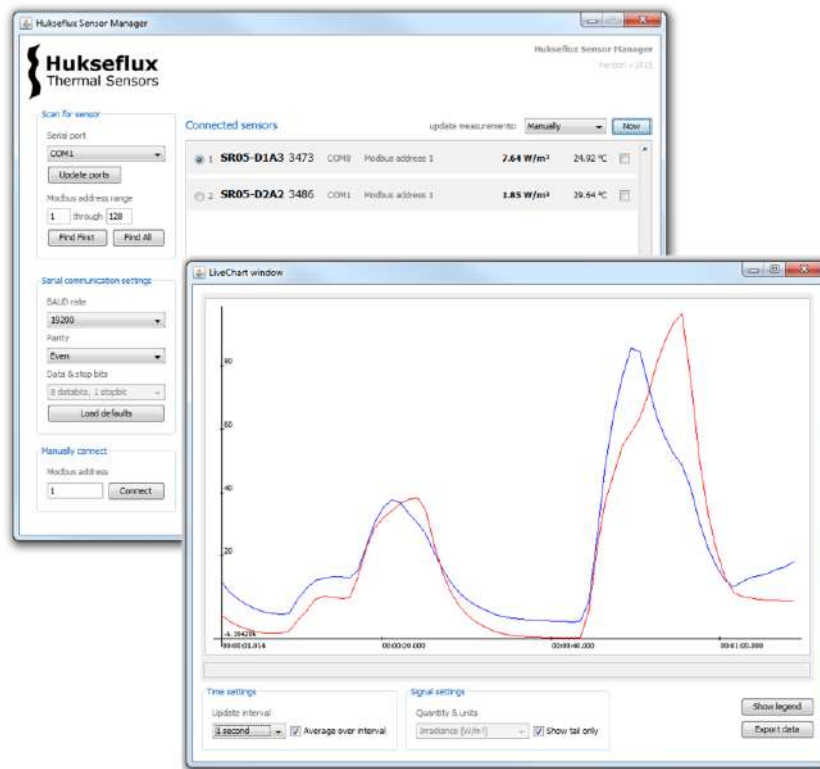 Hukseflux Sensor Manager
Hukseflux Sensor Manager
Hukseflux
Thermal Sensors
Scan for sensor
Serial port
COM1
Update ports
Modbus address range
1 through 128
Find First Find All
Connected sensors update measurements: Manually Now
1 SR05-D1A3 3473 COM8 Modbus address 1 7.64 W/m² 24.92 °C
2 SR05-D2A2 3486 COM1 Modbus address 1 1.85 W/m² 29.64 °C
Serial communication settings
BAUD rate
19200
Parity
Even
Data & stop bits
8 databits, 1 stopbit
Load defaults
Manually connect
Modbus address
1 Connect
LiveChart window
80
60
40
20
00:00:20.000 00:00:40.000 00:01:00.000
Time settings
Update interval
1 second Average over interval
Signal settings
Quantity & units
Irradiance [W/m²] Show tail only
Show legend
Export data